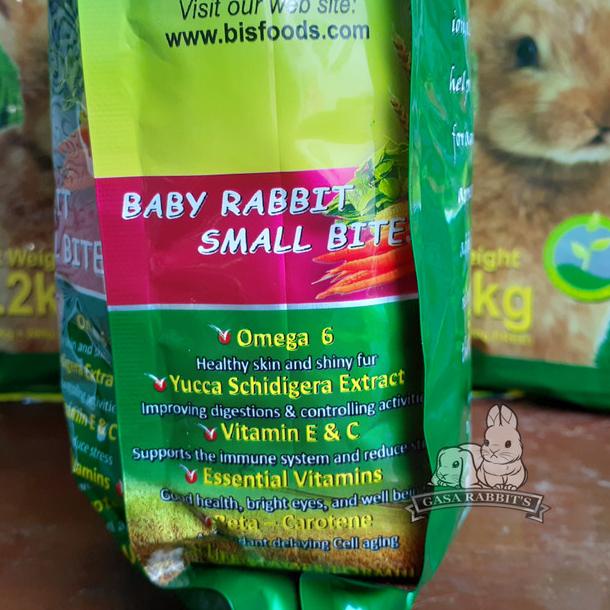 Visit our web site:
www.bisfoods.com
BABY RABBIT
SMALL BITE
Omega 6
Healthy skin and shiny fur
Yucca Schidigera Extract
Improving digestions & controlling
Vitamin E & C
Supports the immune system and reduce
Essential Vitamins
Good health, bright eyes, and well
Beta - Carotene
delaying Cell aging
GASA RABBIT'S
kg